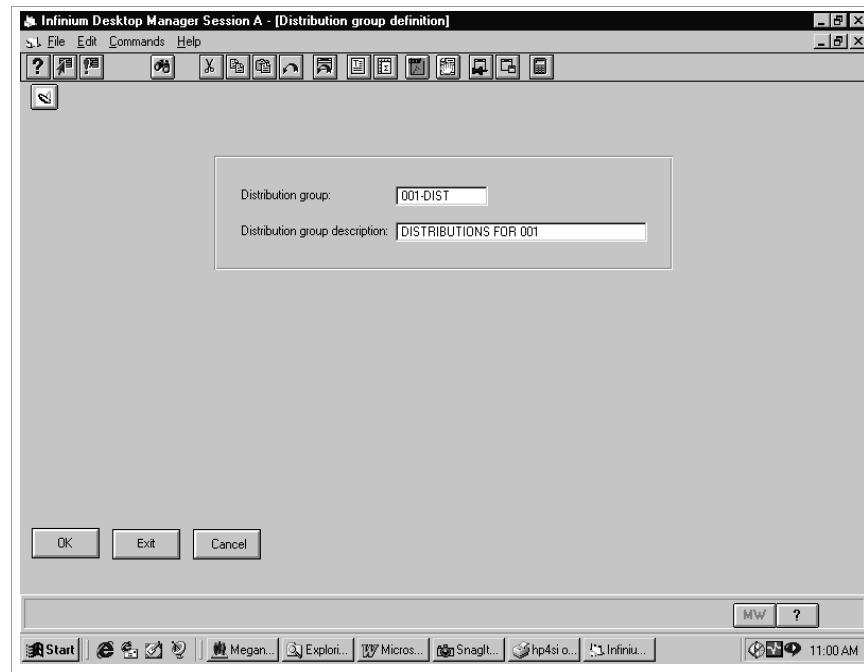 Infinium Desktop Manager Session A - [Distribution group definition]
File Edit Commands Help
Distribution group: 001-DIST
Distribution group description: DISTRIBUTIONS FOR 001
OK Exit Cancel
MW ?
Start Megan... Explori... Micros... SnagIt... hp4si o... Infiniu... 11:00 AM